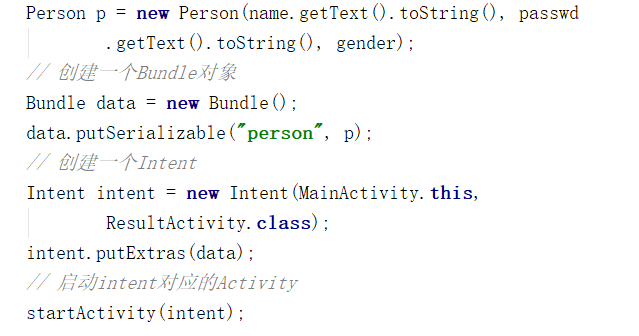 Person p = new Person(name.getText().toString(), passwd
.getText().toString(), gender);
// 创建一个Bundle对象
Bundle data = new Bundle();
data.putSerializable("person", p);
// 创建一个Intent
Intent intent = new Intent(MainActivity.this,
ResultActivity.class);
intent.putExtras(data);
// 启动intent对应的Activity
startActivity(intent);